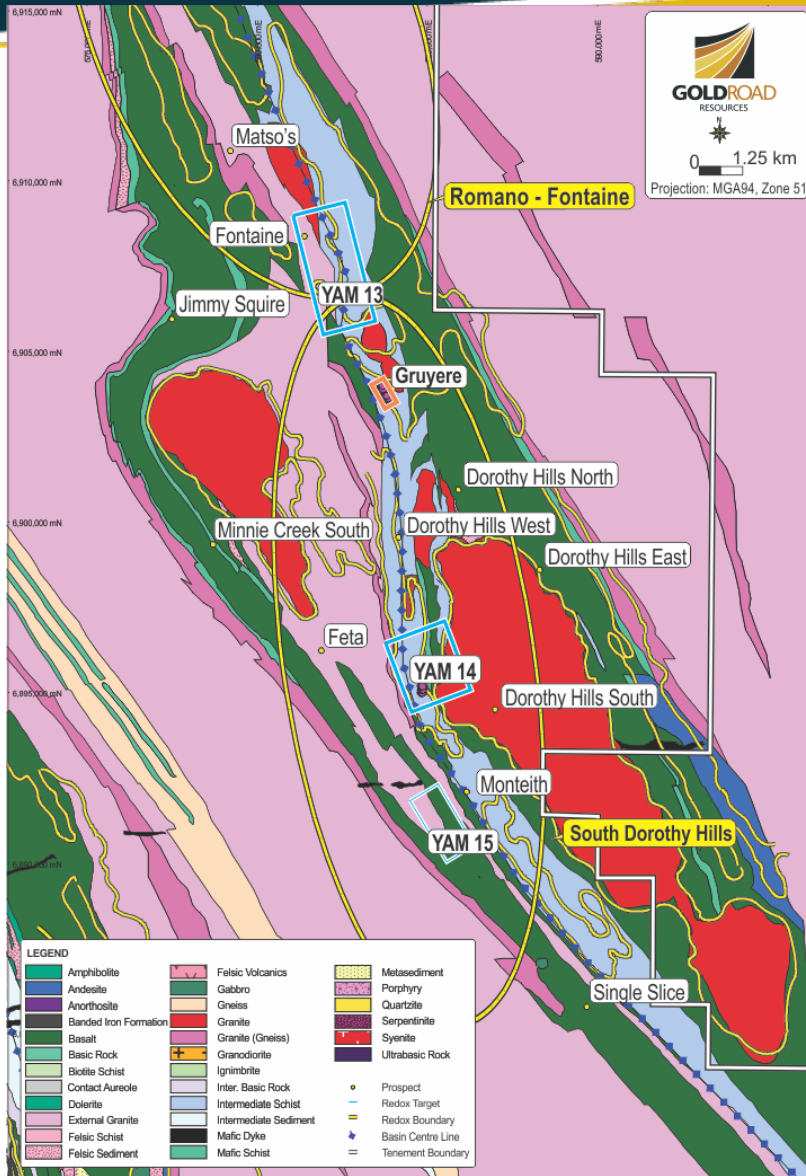 6,915,000 mN
590,000 mE
GOLDROAD
RESOURCES
N
0 1.25 km
Projection: MGA94, Zone 51
Matso's
6,910,000 mN
Romano - Fontaine
Fontaine
YAM 13
Jimmy Squire
6,905,000 mN
Gruyere
Dorothy Hills North
6,900,000 mN
Minnie Creek South
Dorothy Hills West
Dorothy Hills East
Feta
YAM 14
6,895,000 mN
Dorothy Hills South
Monteith
YAM 15
South Dorothy Hills
6,890,000 mN
Single Slice
LEGEND
Amphibolite
Andesite
Anorthosite
Banded Iron Formation
Basalt
Basic Rock
Biotite Schist
Contact Aureole
Dolerite
External Granite
Felsic Schist
Felsic Sediment
Felsic Volcanics
Gabbro
Gneiss
Granite
Granite (Gneiss)
Granodiorite
Ignimbrite
Inter. Basic Rock
Intermediate Schist
Intermediate Sediment
Mafic Dyke
Mafic Schist
Metasediment
Porphyry
Quartzite
Serpentinite
Syenite
Ultrabasic Rock
Prospect
Redox Target
Redox Boundary
Basin Centre Line
Tenement Boundary